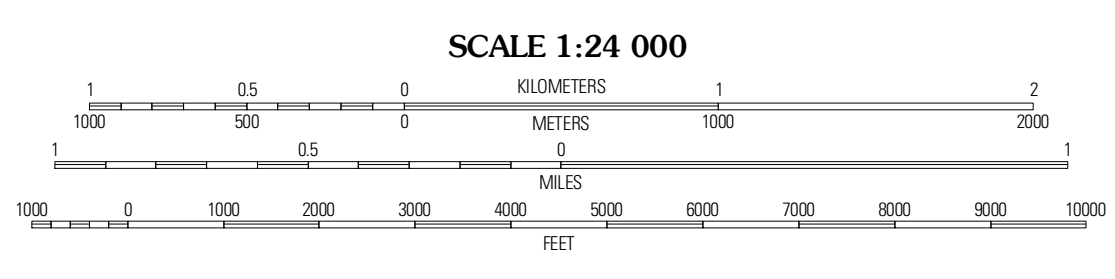 SCALE 1:24 000
1 0.5 0 KILOMETERS 1 2
1000 500 0 METERS 1000 2000
1 0.5 0 1
MILES
1000 0 1000 2000 3000 4000 5000 6000 7000 8000 9000 10000
FEET